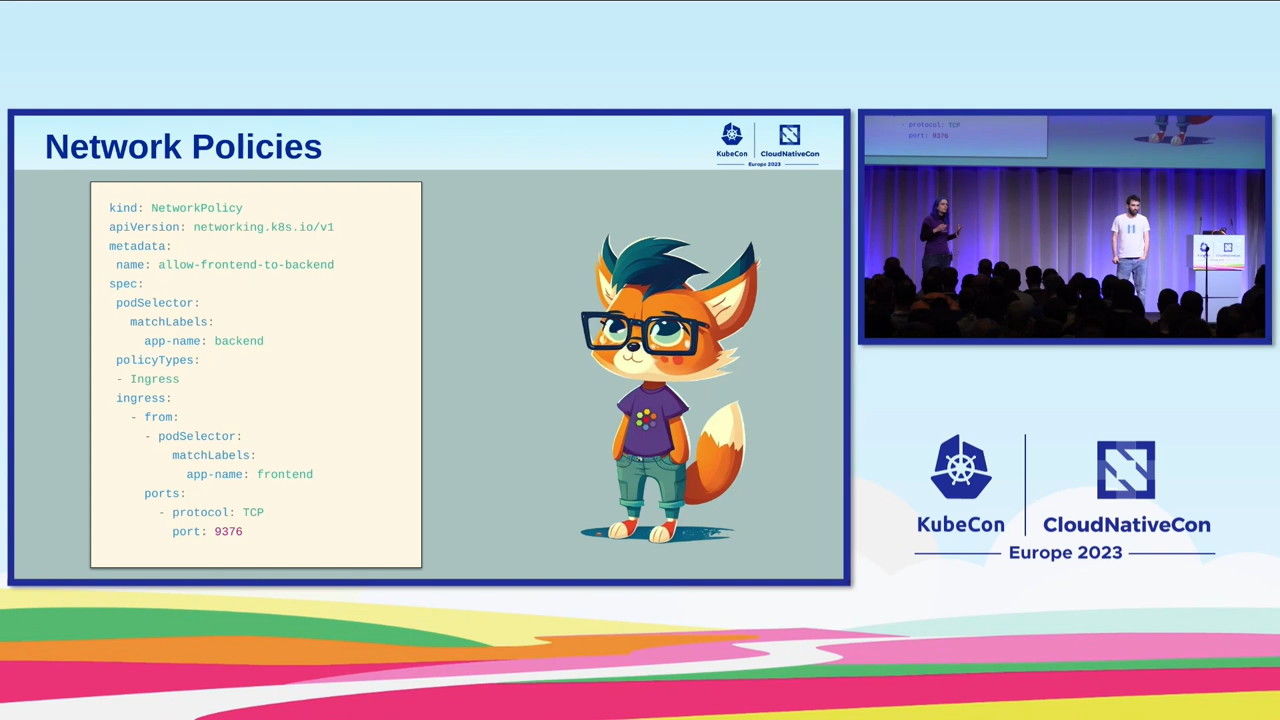 Network Policies
KubeCon
CloudNativeCon
Europe 2023
kind: NetworkPolicy
apiVersion: networking.k8s.io/v1
metadata:
name: allow-frontend-to-backend
spec:
podSelector:
matchLabels:
app-name: backend
policyTypes:
- Ingress
ingress:
- from:
- podSelector:
matchLabels:
app-name: frontend
ports:
- protocol: TCP
port: 9376
- protocol: TCP
port: 9376
KubeCon
CloudNativeCon
Europe 2023